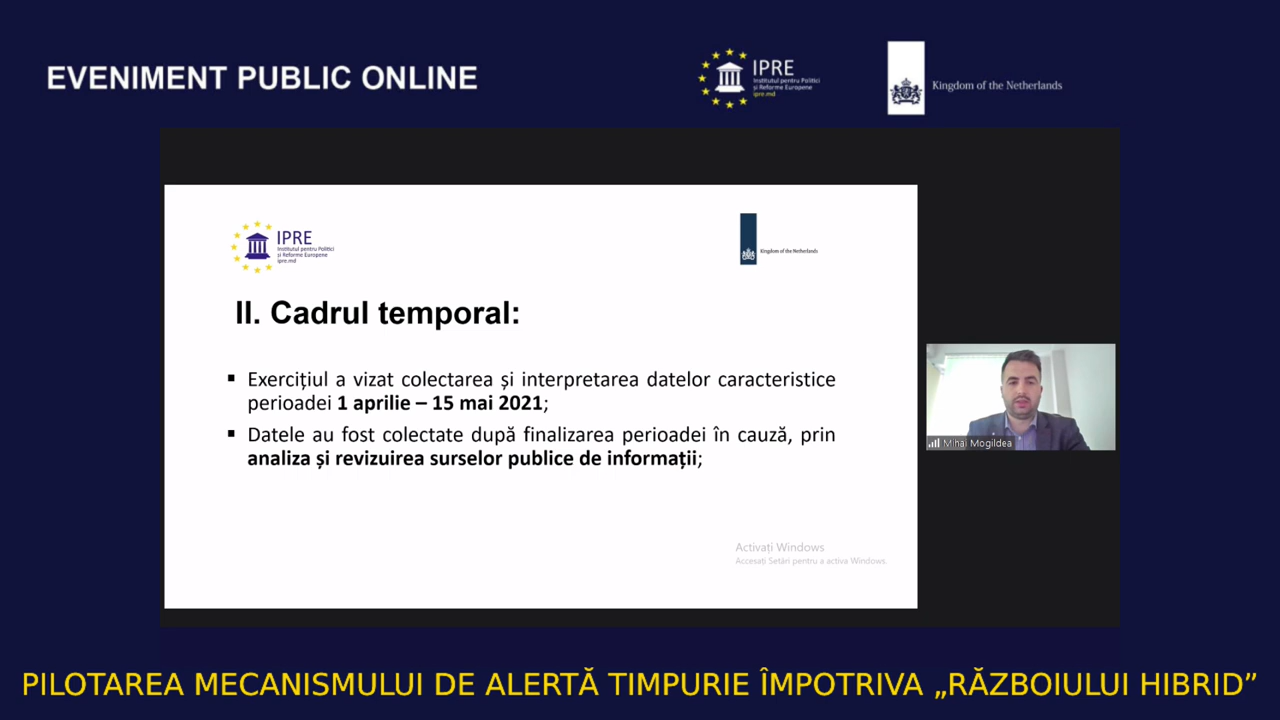 EVENIMENT PUBLIC ONLINE
IPRE
Institutul pentru Politici
și Reforme Europene
ipre.md
Kingdom of the Netherlands
IPRE
Institutul pentru Politici
și Reforme Europene
ipre.md
Kingdom of the Netherlands
II. Cadrul temporal:
▪ Exercițiul a vizat colectarea și interpretarea datelor caracteristice
perioadei 1 aprilie – 15 mai 2021;
▪ Datele au fost colectate după finalizarea perioadei în cauză, prin
analiza și revizuirea surselor publice de informații;
Activați Windows
Accesați Setări pentru a activa Windows.
Mihai Mogildea
PILOTAREA MECANISMULUI DE ALERTĂ TIMPURIE ÎMPOTRIVA „RĂZBOIULUI HIBRID”